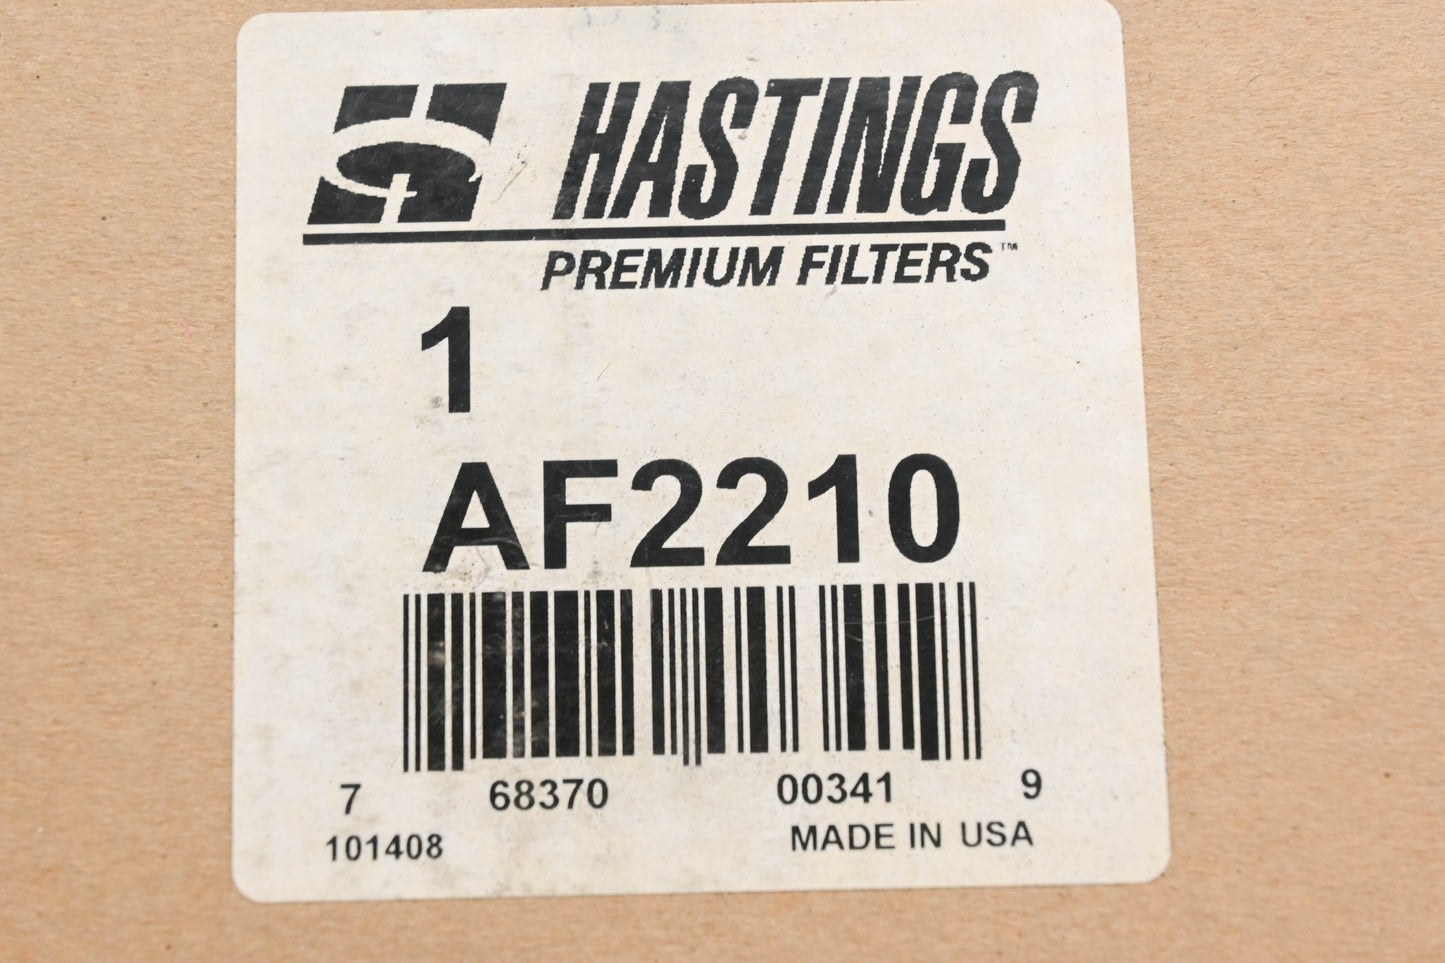 HASTINGS
PREMIUM FILTERS™
1
AF2210
7 68370 00341 9
101408 MADE IN USA